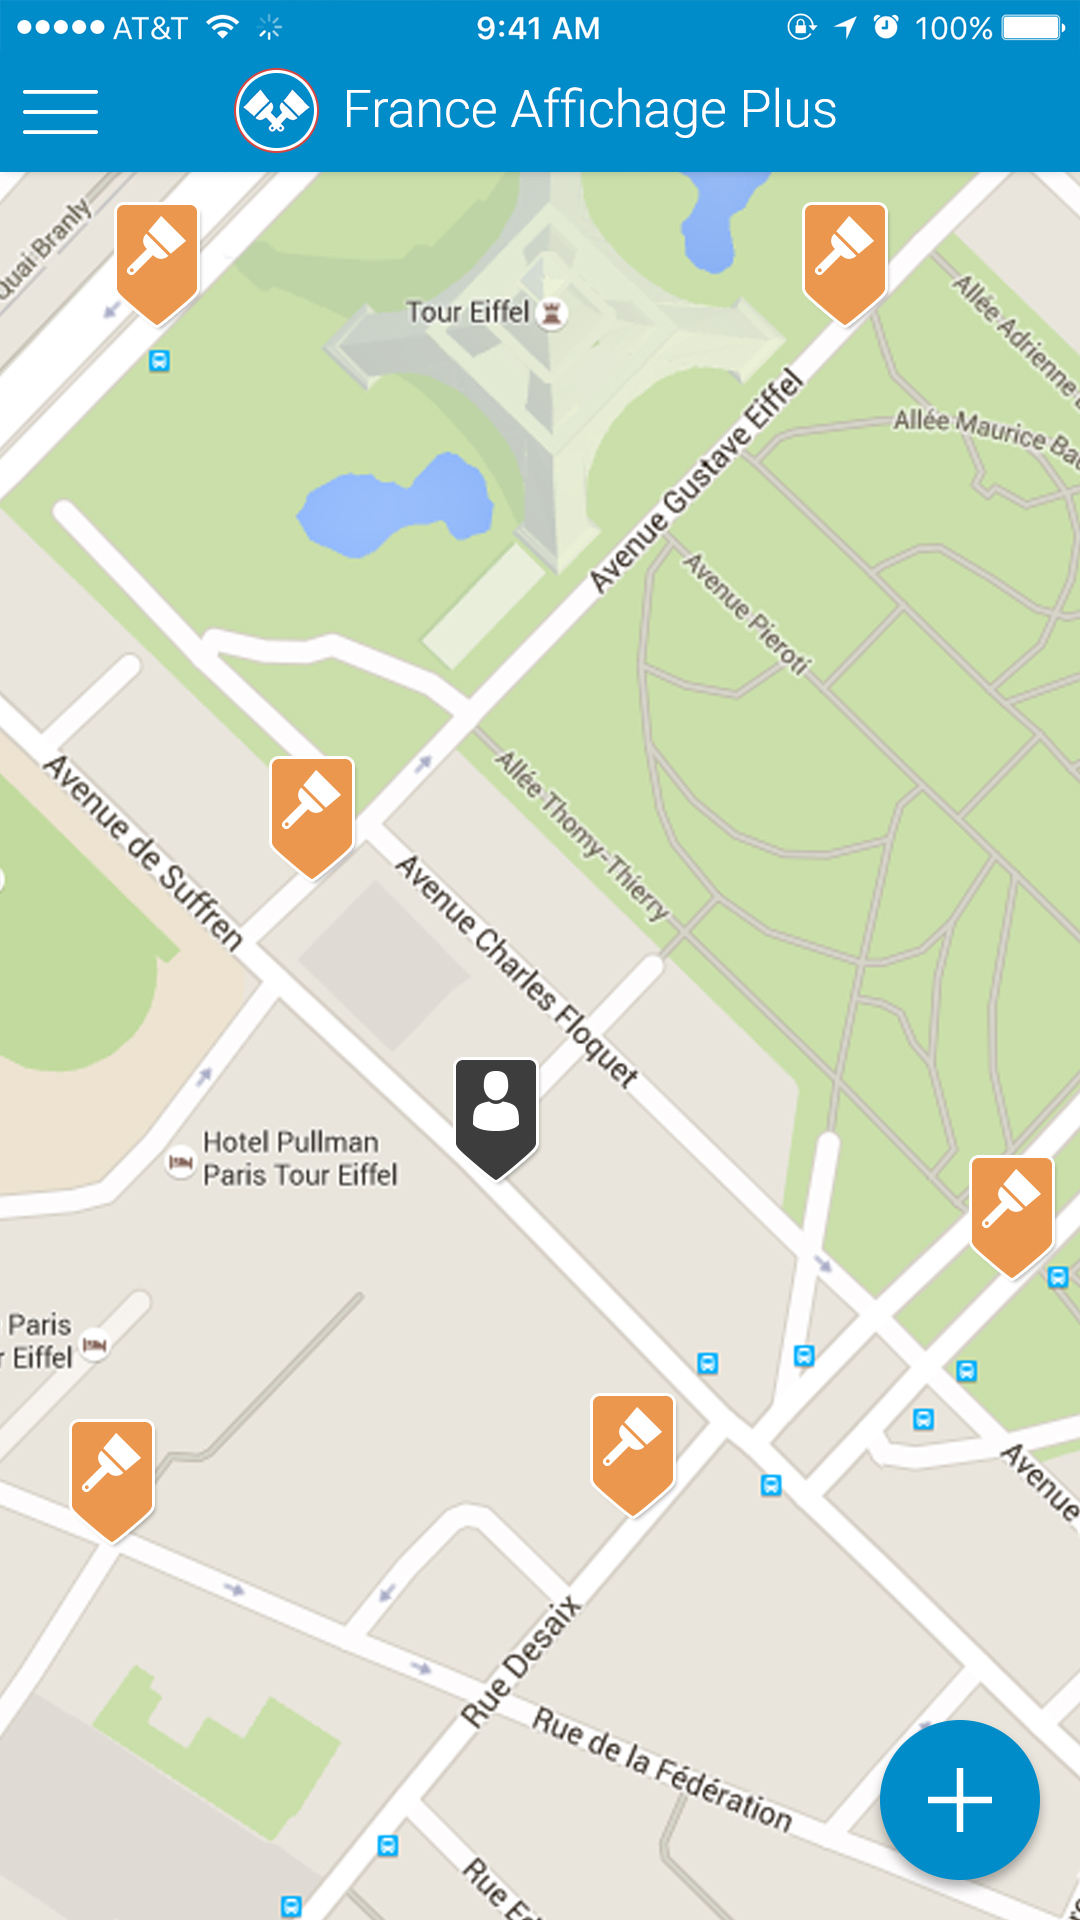 AT&T 9:41 AM 100%
France Affichage Plus
Quai Branly
Tour Eiffel
Allée Adrienne
Allée Maurice
Avenue Gustave Eiffel
Avenue Pieroti
Allée Thomy-Thierry
Avenue de Suffren
Avenue Charles Floquet
Hotel Pullman
Paris Tour Eiffel
Paris
r Eiffel
Avenue
Rue Desaix
Rue de la Fédération
Rue